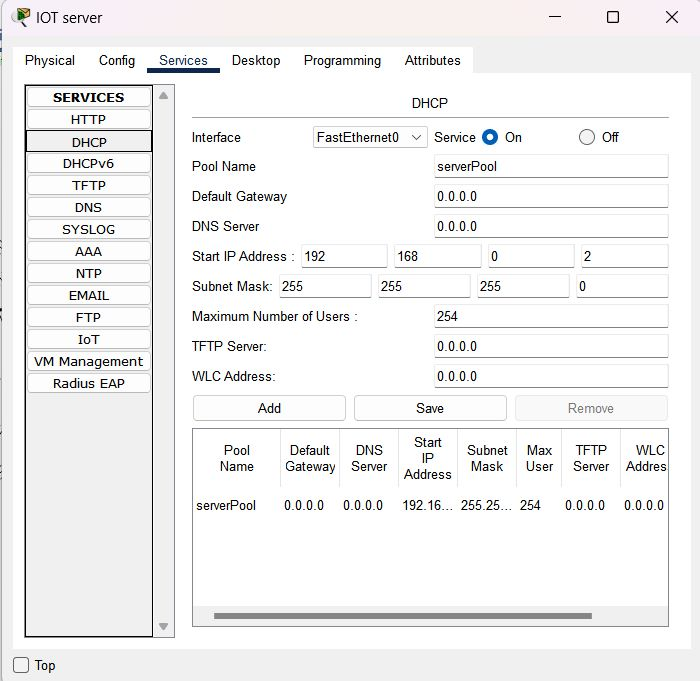 IOT server
Physical Config Services Desktop Programming Attributes
SERVICES
HTTP
DHCP
DHCPv6
TFTP
DNS
SYSLOG
AAA
NTP
EMAIL
FTP
IoT
VM Management
Radius EAP
DHCP
Interface FastEthernet0 Service On Off
Pool Name serverPool
Default Gateway 0.0.0.0
DNS Server 0.0.0.0
Start IP Address : 192 168 0 2
Subnet Mask: 255 255 255 0
Maximum Number of Users : 254
TFTP Server: 0.0.0.0
WLC Address: 0.0.0.0
Add Save Remove
Pool Name Default Gateway DNS Server Start IP Address Subnet Mask Max User TFTP Server WLC Addres
serverPool 0.0.0.0 0.0.0.0 192.16... 255.25... 254 0.0.0.0 0.0.0.0
Top